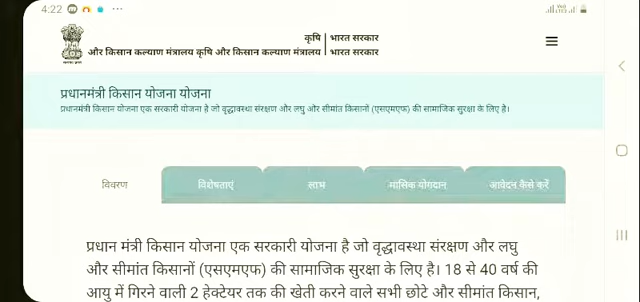 4:22
कृषि | भारत सरकार
और किसान कल्याण मंत्रालय कृषि और किसान कल्याण मंत्रालय | भारत सरकार
प्रधानमंत्री किसान योजना योजना
प्रधानमंत्री किसान योजना एक सरकारी योजना है जो वृद्धावस्था संरक्षण और लघु और सीमांत किसानों (एसएमएफ) की सामाजिक सुरक्षा के लिए है।
विवरण विशेषताएं लाभ मासिक योगदान आवेदन कैसे करें
प्रधान मंत्री किसान योजना एक सरकारी योजना है जो वृद्धावस्था संरक्षण और लघु
और सीमांत किसानों (एसएमएफ) की सामाजिक सुरक्षा के लिए है। 18 से 40 वर्ष की
आयु में गिरने वाली 2 हेक्टेयर तक की खेती करने वाले सभी छोटे और सीमांत किसान,